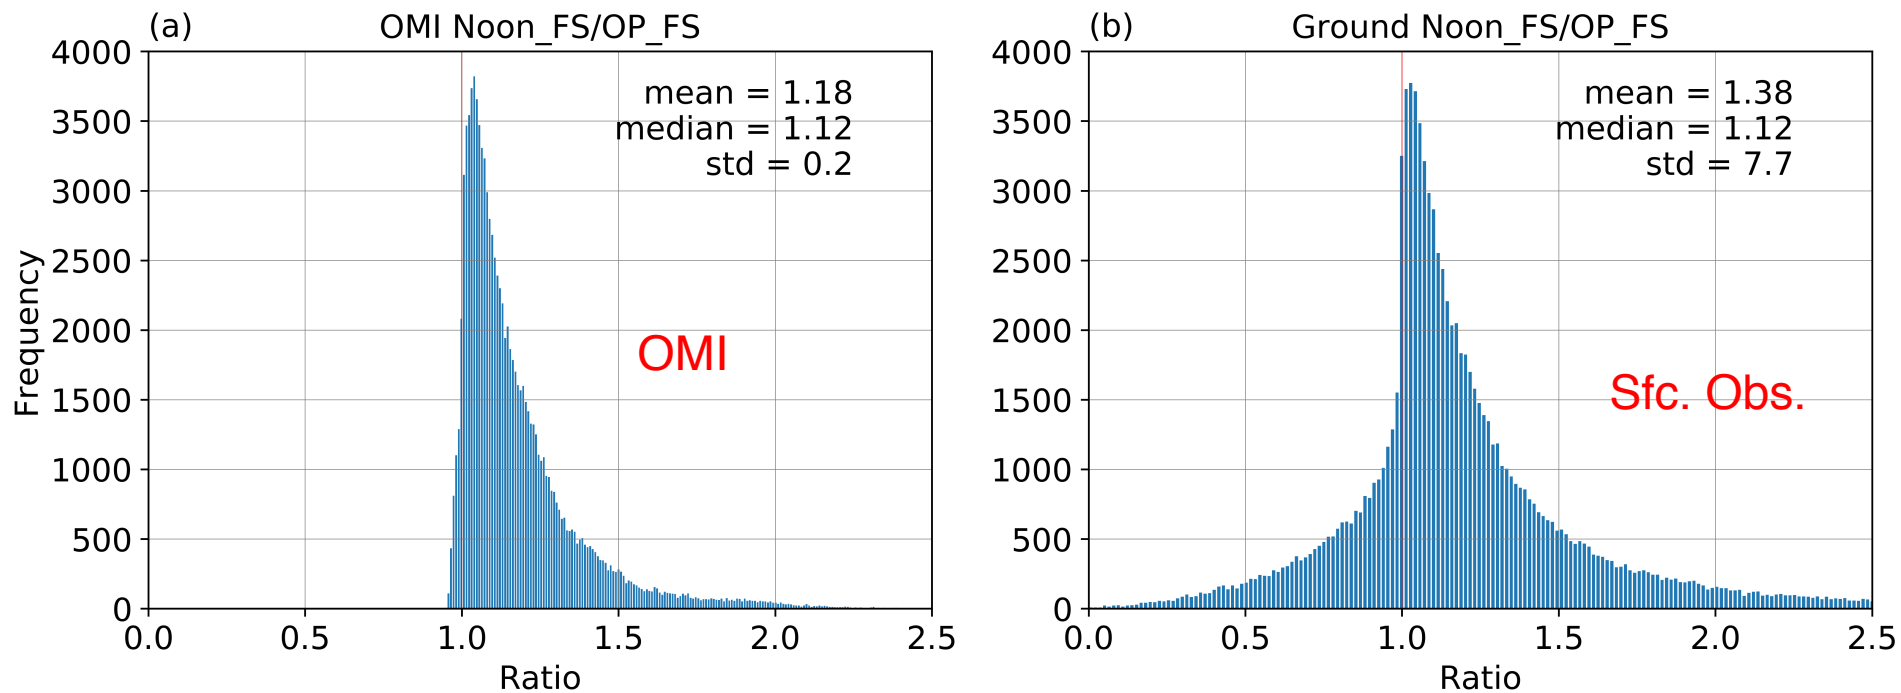 (a)
OMI Noon_FS/OP_FS
4000
3500
3000
2500
2000
1500
1000
500
0
Frequency
mean = 1.18
median = 1.12
std = 0.2
OMI
0.0 0.5 1.0 1.5 2.0 2.5
Ratio
(b)
Ground Noon_FS/OP_FS
4000
3500
3000
2500
2000
1500
1000
500
0
mean = 1.38
median = 1.12
std = 7.7
Sfc. Obs.
0.0 0.5 1.0 1.5 2.0 2.5
Ratio